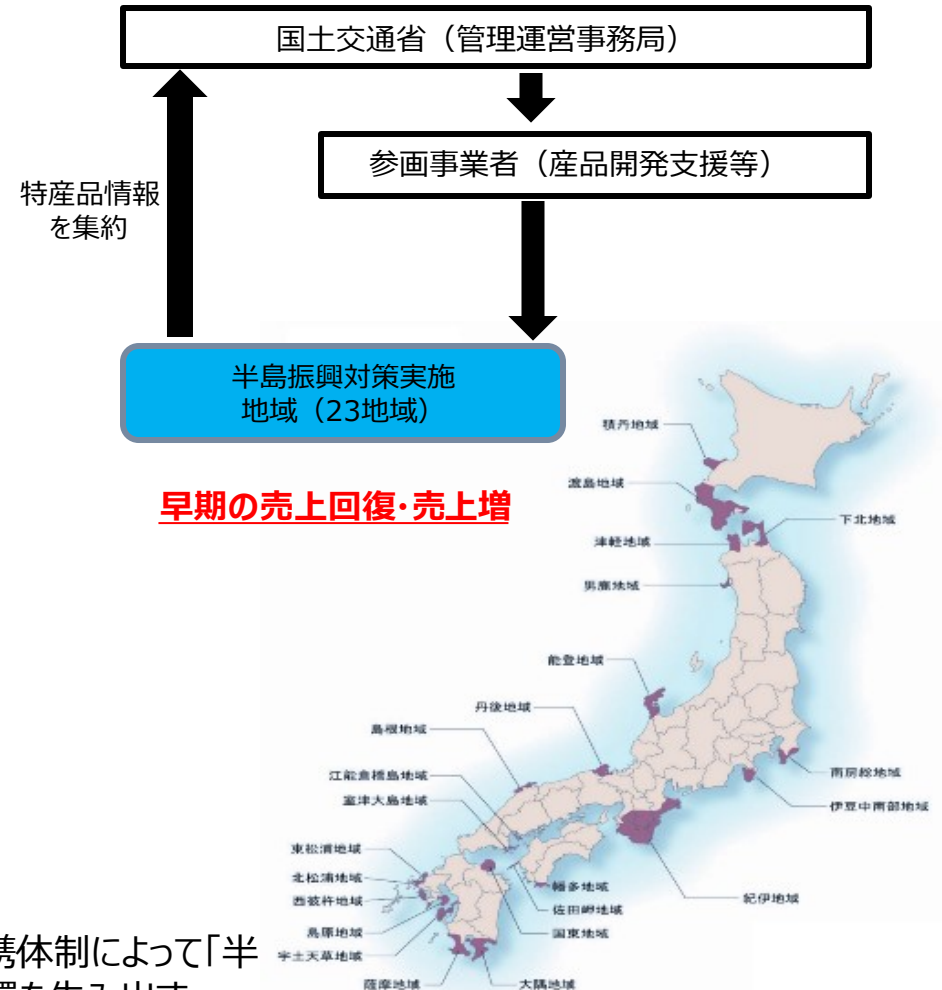 国土交通省（管理運営事務局）
参画事業者（産品開発支援等）
特産品情報
を集約
半島振興対策実施
地域（23地域）
早期の売上回復・売上増
積丹地域
渡島地域
下北地域
津軽地域
男鹿地域
能登地域
丹後地域
島根地域
江能倉橋島地域
室津大島地域
南房総地域
伊豆中南部地域
東松浦地域
北松浦地域
西彼杵地域
島原地域
宇土天草地域
幡多地域
佐田岬地域
国東地域
紀伊地域
薩摩地域
大隅地域
携体制によって「半